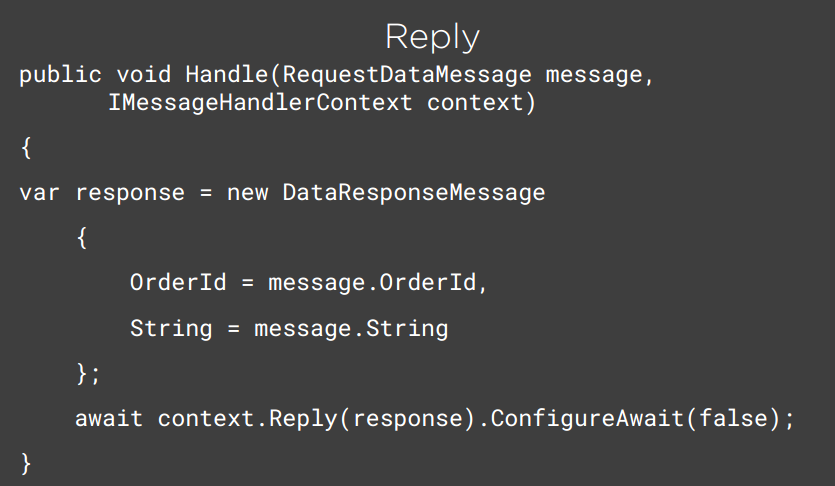 Reply
public void Handle(RequestDataMessage message,
IMessageHandlerContext context)
{
var response = new DataResponseMessage
{
OrderId = message.OrderId,
String = message.String
};
await context.Reply(response).ConfigureAwait(false);
}